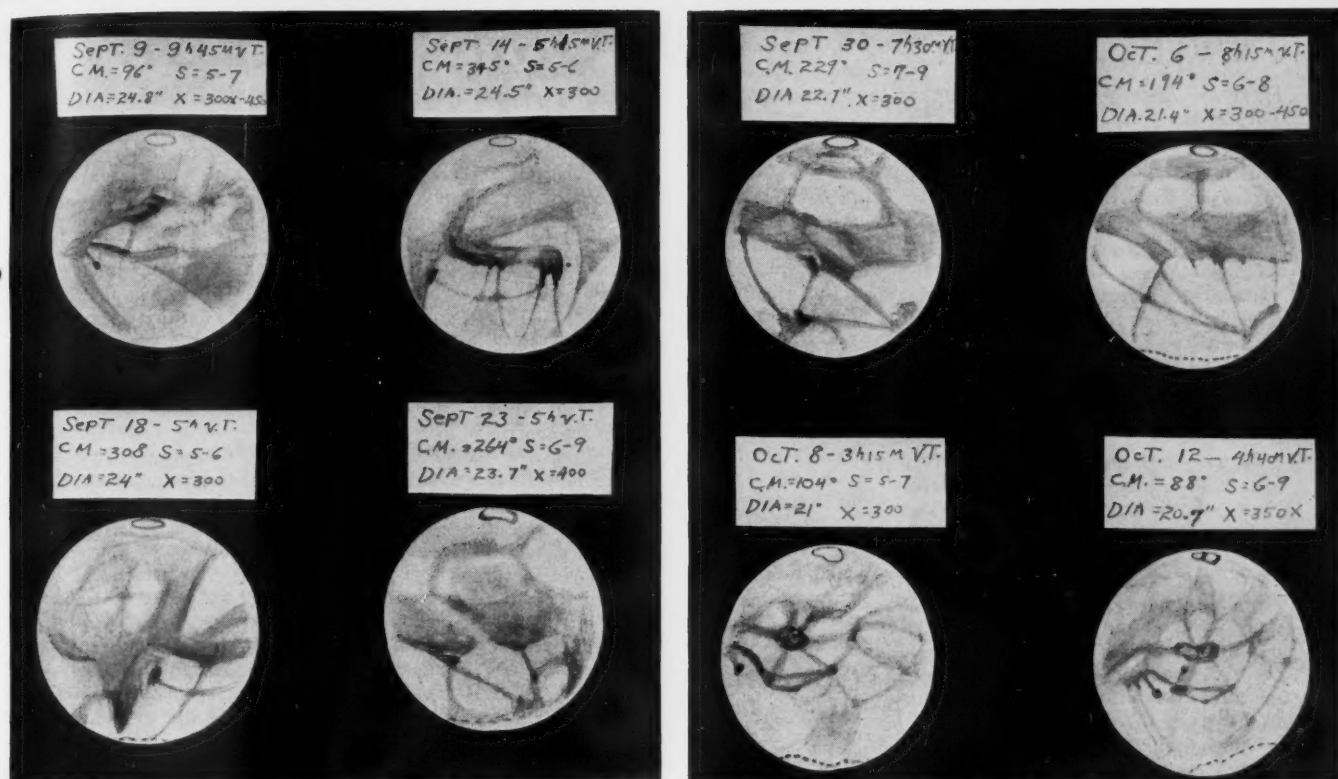 SEPT. 9 - 9h45M V.T.
C.M.=96° S=5-7
DIA=24.8" X=300X-450
SEPT 14 - 5h15M V.T.
CM=345° S=5-6
DIA.=24.5" X=300
SEPT 18 - 5h V.T.
CM=308 S=5-6
DIA=24" X=300
SEPT 23 - 5h V.T.
C.M.=264° S=6-9
DIA=23.7" X=400
SEPT 30 - 7h30M V.T.
C.M. 229° S=7-9
DIA 22.7". X=300
OCT. 6 - 8h15M V.T.
CM=194° S=6-8
DIA.21.4" X=300-450
OCT. 8 - 3h15M V.T.
C.M.=104° S=5-7
DIA=21" X=300
OCT. 12 - 4h40M V.T.
C.M.=88° S=6-9
DIA=20.7" X=350X